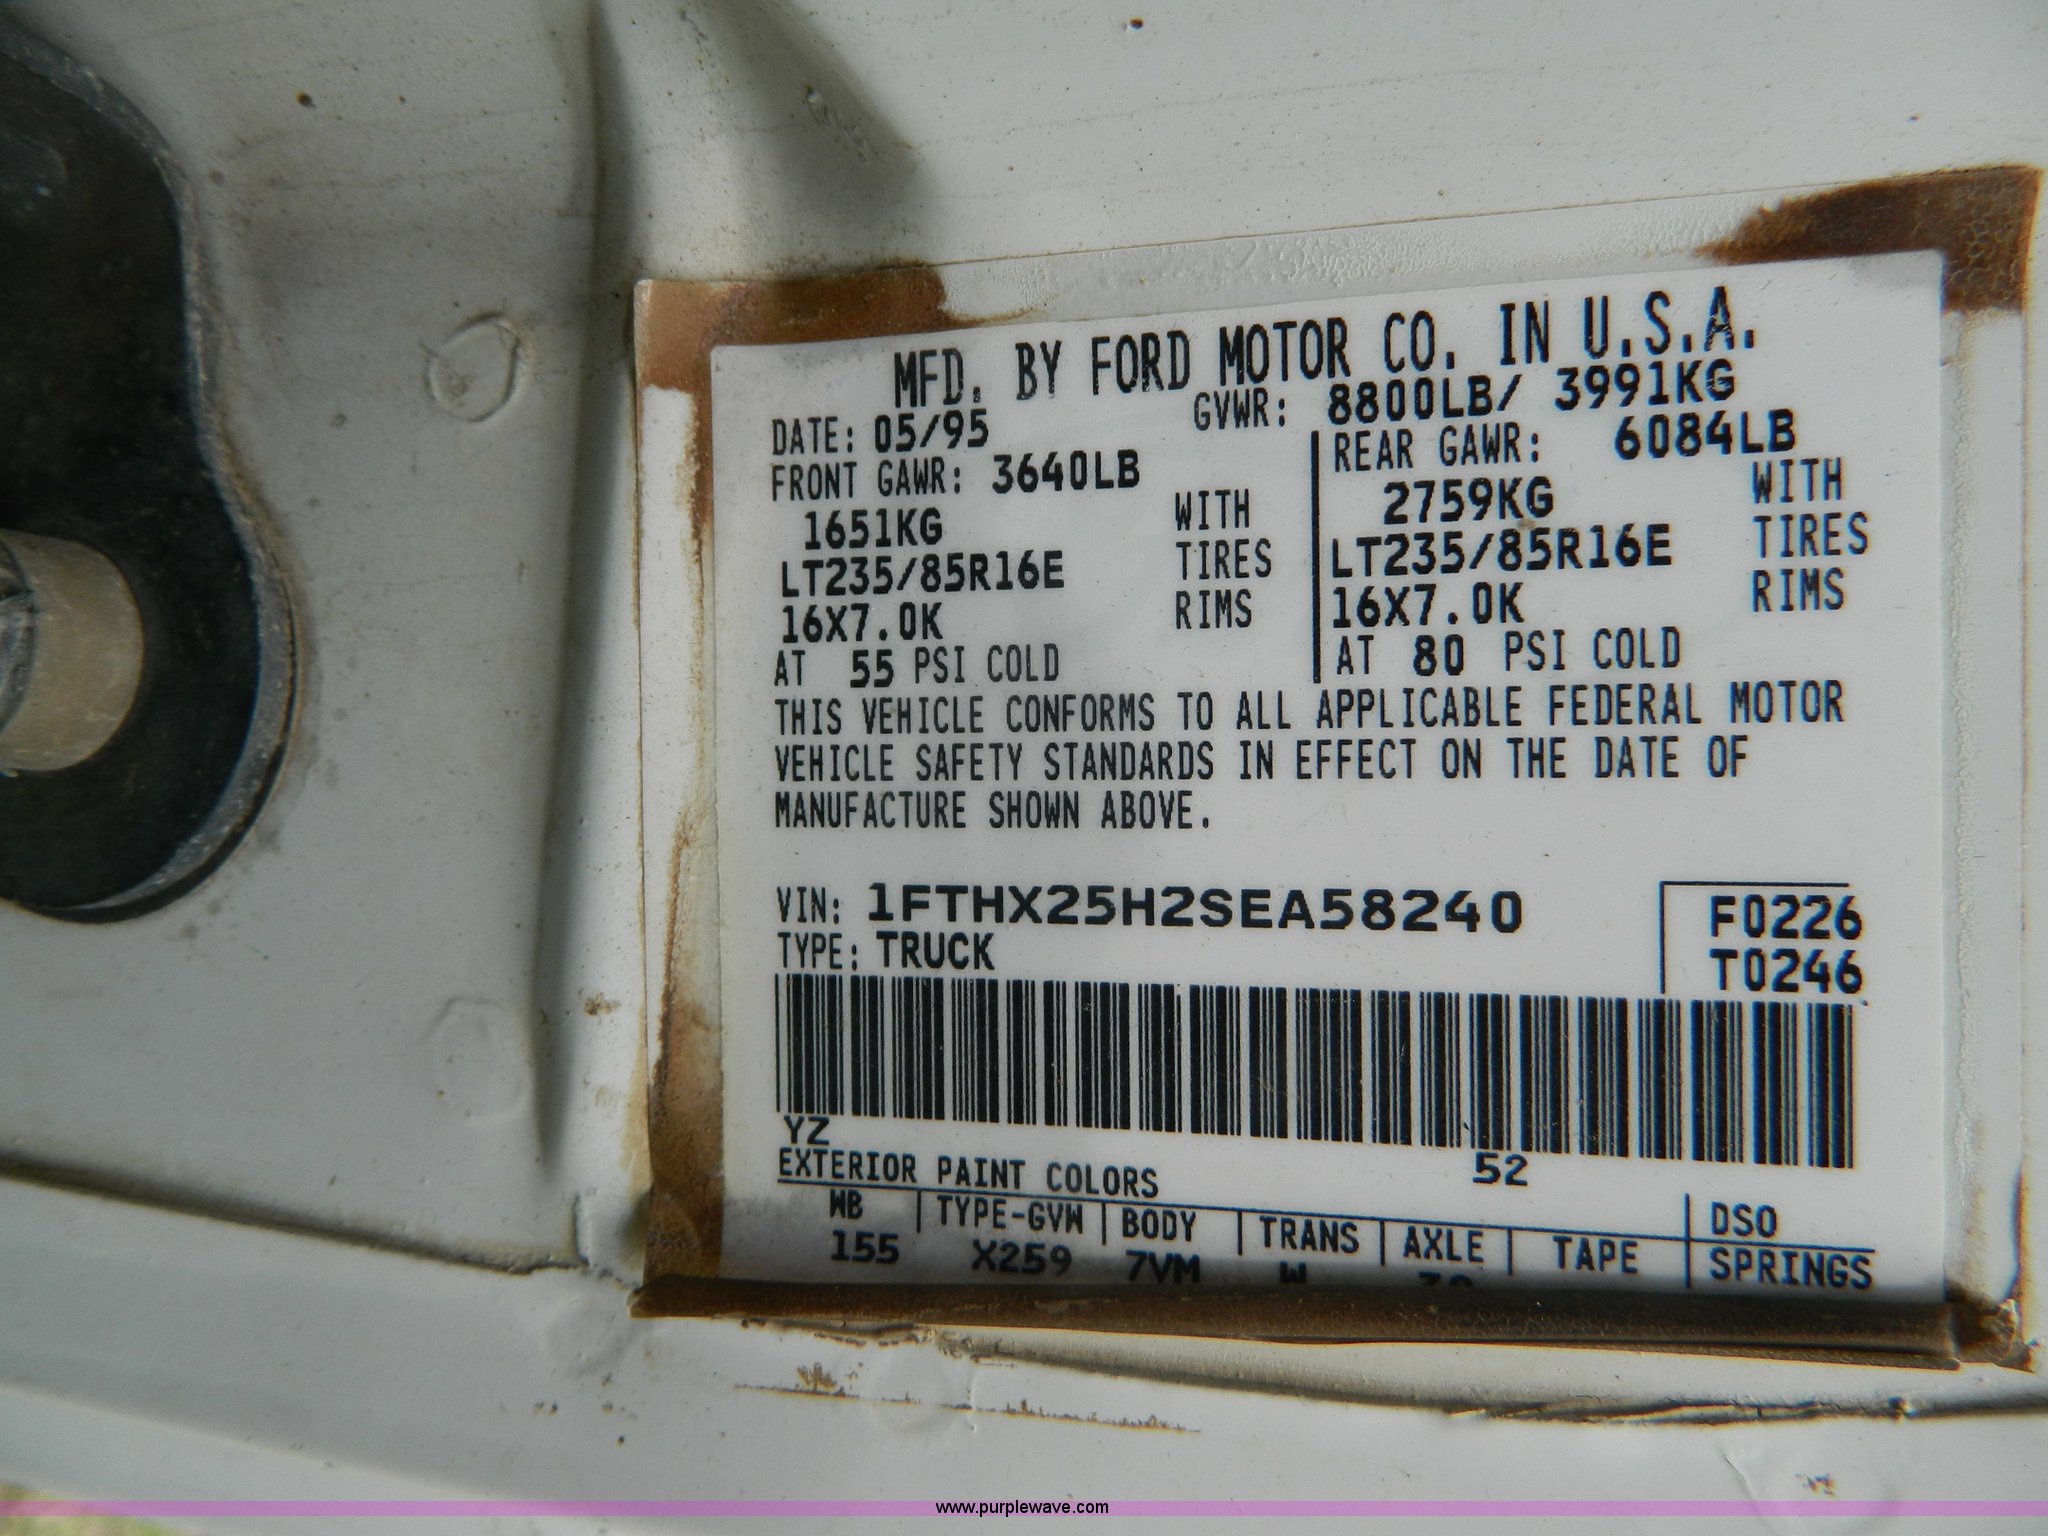 MFD. BY FORD MOTOR CO. IN U.S.A.
DATE: 05/95 GVWR: 8800LB/ 3991KG
FRONT GAWR: 3640LB REAR GAWR: 6084LB
1651KG WITH 2759KG WITH
LT235/85R16E TIRES LT235/85R16E TIRES
16X7.0K RIMS 16X7.0K RIMS
AT 55 PSI COLD AT 80 PSI COLD
THIS VEHICLE CONFORMS TO ALL APPLICABLE FEDERAL MOTOR
VEHICLE SAFETY STANDARDS IN EFFECT ON THE DATE OF
MANUFACTURE SHOWN ABOVE.
VIN: 1FTHX25H2SEA58240 F0226
TYPE: TRUCK T0246
YZ
EXTERIOR PAINT COLORS 52
WB TYPE-GVW BODY TRANS AXLE TAPE DSO
155 X259 7VM SPRINGS
www.purplewave.com